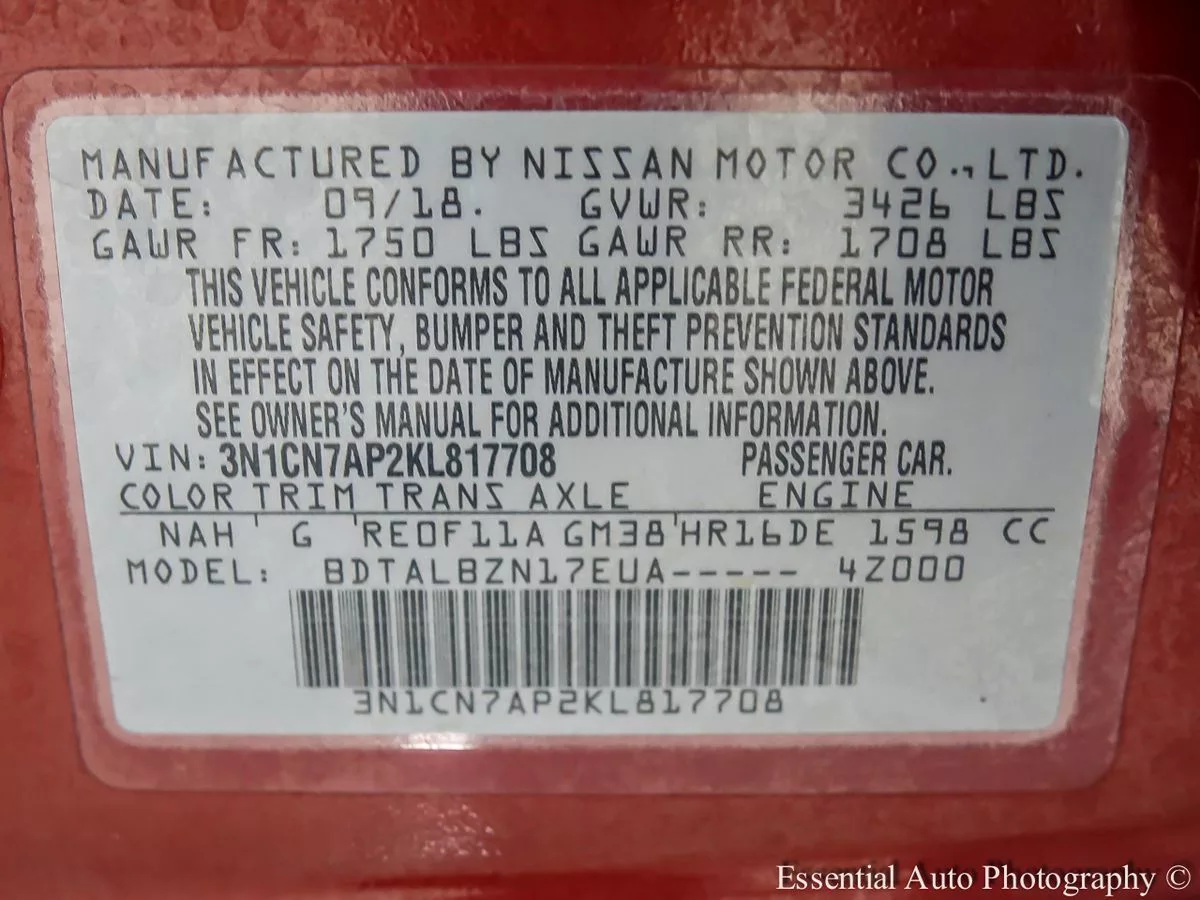 MANUFACTURED BY NISSAN MOTOR CO., LTD.
DATE: 09/18. GVWR: 3426 LBS
GAWR FR: 1750 LBS GAWR RR: 1708 LBS
THIS VEHICLE CONFORMS TO ALL APPLICABLE FEDERAL MOTOR
VEHICLE SAFETY, BUMPER AND THEFT PREVENTION STANDARDS
IN EFFECT ON THE DATE OF MANUFACTURE SHOWN ABOVE.
SEE OWNER'S MANUAL FOR ADDITIONAL INFORMATION.
VIN: 3N1CN7AP2KL817708 PASSENGER CAR.
COLOR TRIM TRANS AXLE ENGINE
NAH G RE0F11A GM38 HR16DE 1598 CC
MODEL: BDTALBZN17EUA----- 4Z000
3N1CN7AP2KL817708
Essential Auto Photography ©